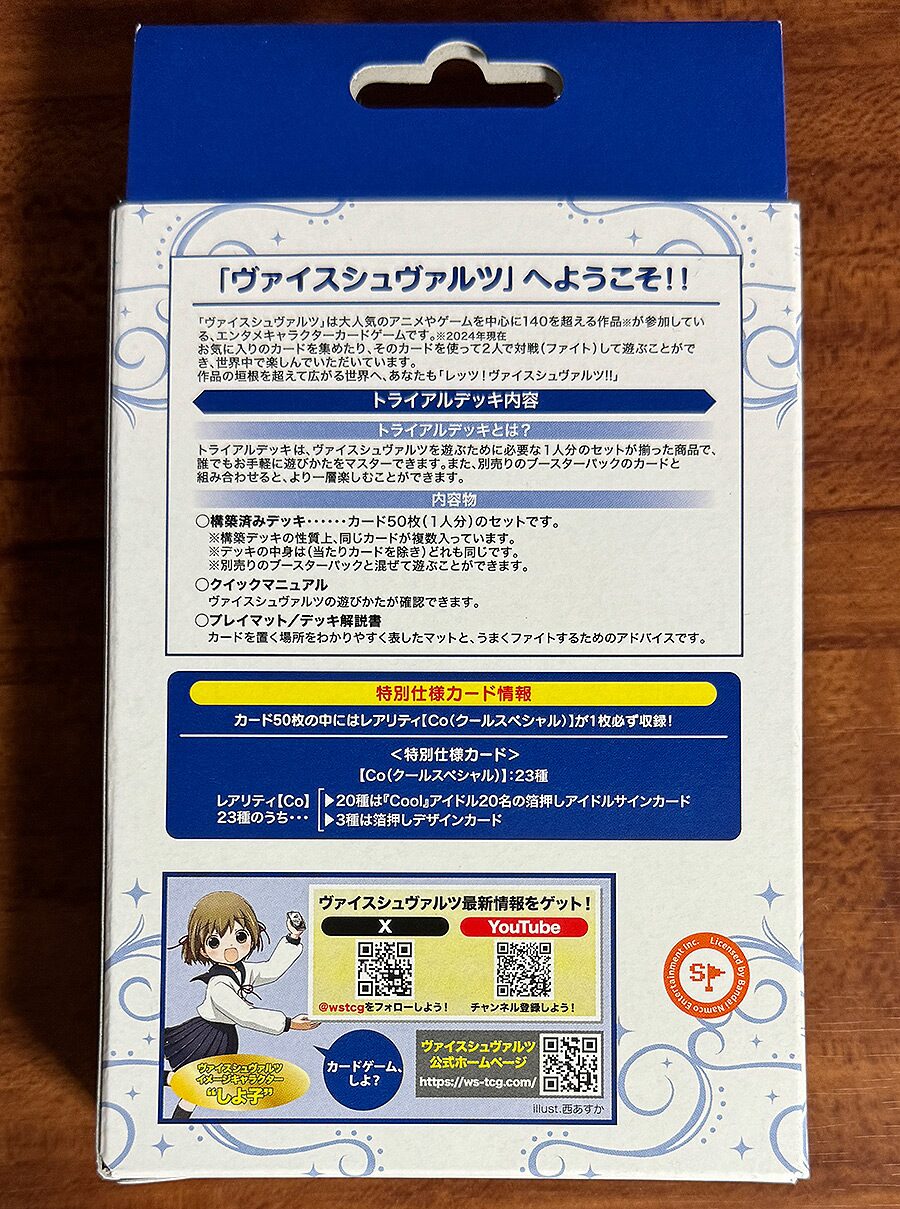 「ヴァイスシュヴァルツ」へようこそ!!
「ヴァイスシュヴァルツ」は大人気のアニメやゲームを中心に140を超える作品※が参加してい
る、エンタメキャラクターカードゲームです。※2024年現在
お気に入りのカードを集めたり、そのカードを使って2人で対戦(ファイト)して遊ぶことがで
き、世界中で楽しんでいただいています。
作品の垣根を超えて広がる世界へ、あなたも「レッツ!ヴァイスシュヴァルツ!!」
トライアルデッキ内容
トライアルデッキとは?
トライアルデッキは、ヴァイスシュヴァルツを遊ぶために必要な1人分のセットが揃った商品で、
誰でもお手軽に遊びかたをマスターできます。また、別売りのブースターパックのカードと
組み合わせると、より一層楽しむことができます。
内容物
○構築済みデッキ‥‥‥カード50枚(1人分)のセットです。
※構築デッキの性質上、同じカードが複数入っています。
※デッキの中身は(当たりカードを除き)どれも同じです。
※別売りのブースターパックと混ぜて遊ぶことができます。
○クイックマニュアル
ヴァイスシュヴァルツの遊びかたが確認できます。
○プレイマット/デッキ解説書
カードを置く場所をわかりやすく表したマットと、うまくファイトするためのアドバイスです。
特別仕様カード情報
カード50枚の中にはレアリティ【Co(クールスペシャル)】が1枚必ず収録!
<特別仕様カード>
【Co(クールスペシャル)】:23種
レアリティ【Co】
23種のうち・・・
▶20種は『Cool』アイドル20名の箔押しアイドルサインカード
▶3種は箔押しデザインカード
ヴァイスシュヴァルツ最新情報をゲット!
X
YouTube
@wstcgをフォローしよう!
チャンネル登録しよう!
ヴァイスシュヴァルツ
イメージキャラクター
"しよ子"
カードゲーム、
しよ?
ヴァイスシュヴァルツ
公式ホームページ
https://ws-tcg.com/
illust.西あすか
Licensed by Bandai Namco Entertainment Inc.
SP